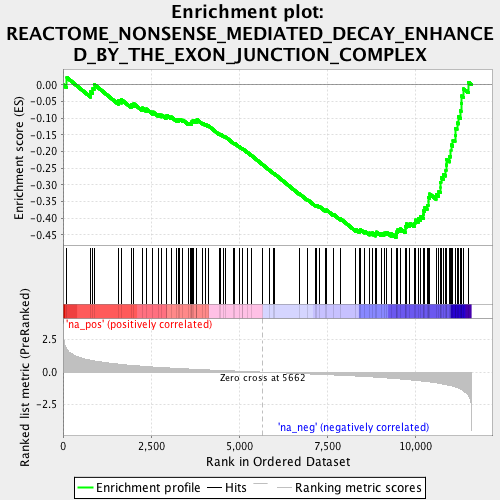 Enrichment plot:
REACTOME_NONSENSE_MEDIATED_DECAY_ENHANCE
D_BY_THE_EXON_JUNCTION_COMPLEX
Enrichment score (ES)
0.00
-0.05
-0.10
-0.15
-0.20
-0.25
-0.30
-0.35
-0.40
-0.45
'na_pos' (positively correlated)
Ranked list metric (PreRanked)
2.5
0.0
-2.5
Zero cross at 5662
'na_neg' (negatively correlated)
0
2,500
5,000
7,500
10,000
Rank in Ordered Dataset
Enrichment profile
Hits
Ranking metric scores